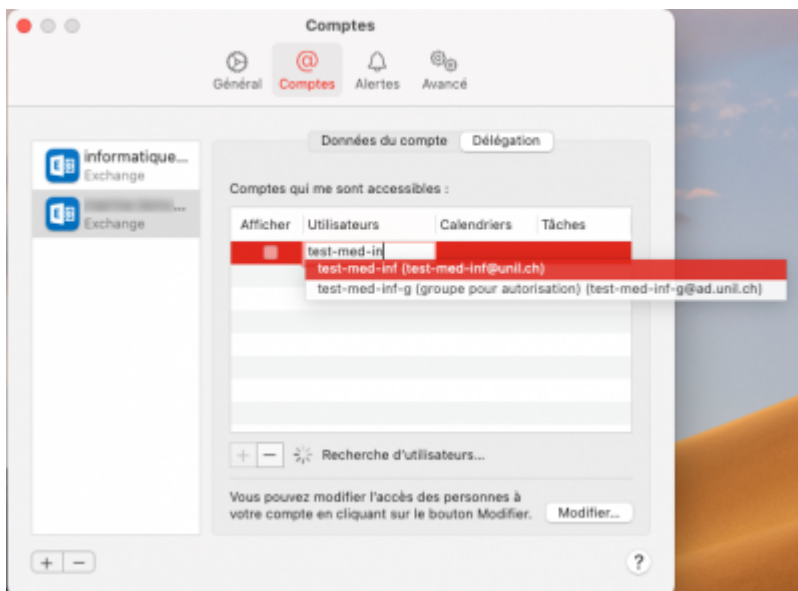 Comptes
Général Comptes Alertes Avancé
Données du compte Délégation
informatique...
Exchange
...
Exchange
Comptes qui me sont accessibles :
Afficher Utilisateurs Calendriers Tâches
test-med-in
test-med-inf (test-med-inf@unil.ch)
test-med-inf-g (groupe pour autorisation) (test-med-inf-g@ad.unil.ch)
+ − Recherche d'utilisateurs...
Vous pouvez modifier l'accès des personnes à
votre compte en cliquant sur le bouton Modifier. Modifier...
+ − ?